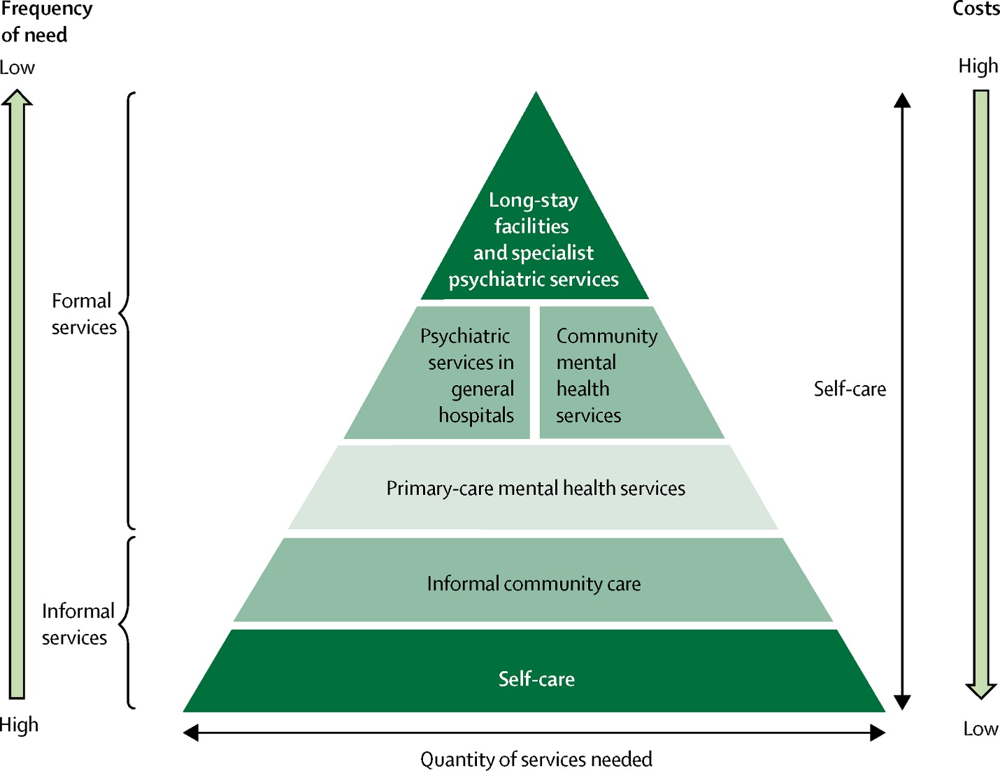 Frequency
of need
Low
Costs
High
Long-stay
facilities
and specialist
psychiatric services
Formal
services
Psychiatric
services in
general
hospitals
Community
mental
health
services
Self-care
Primary-care mental health services
Informal community care
Informal
services
Self-care
High
Low
Quantity of services needed